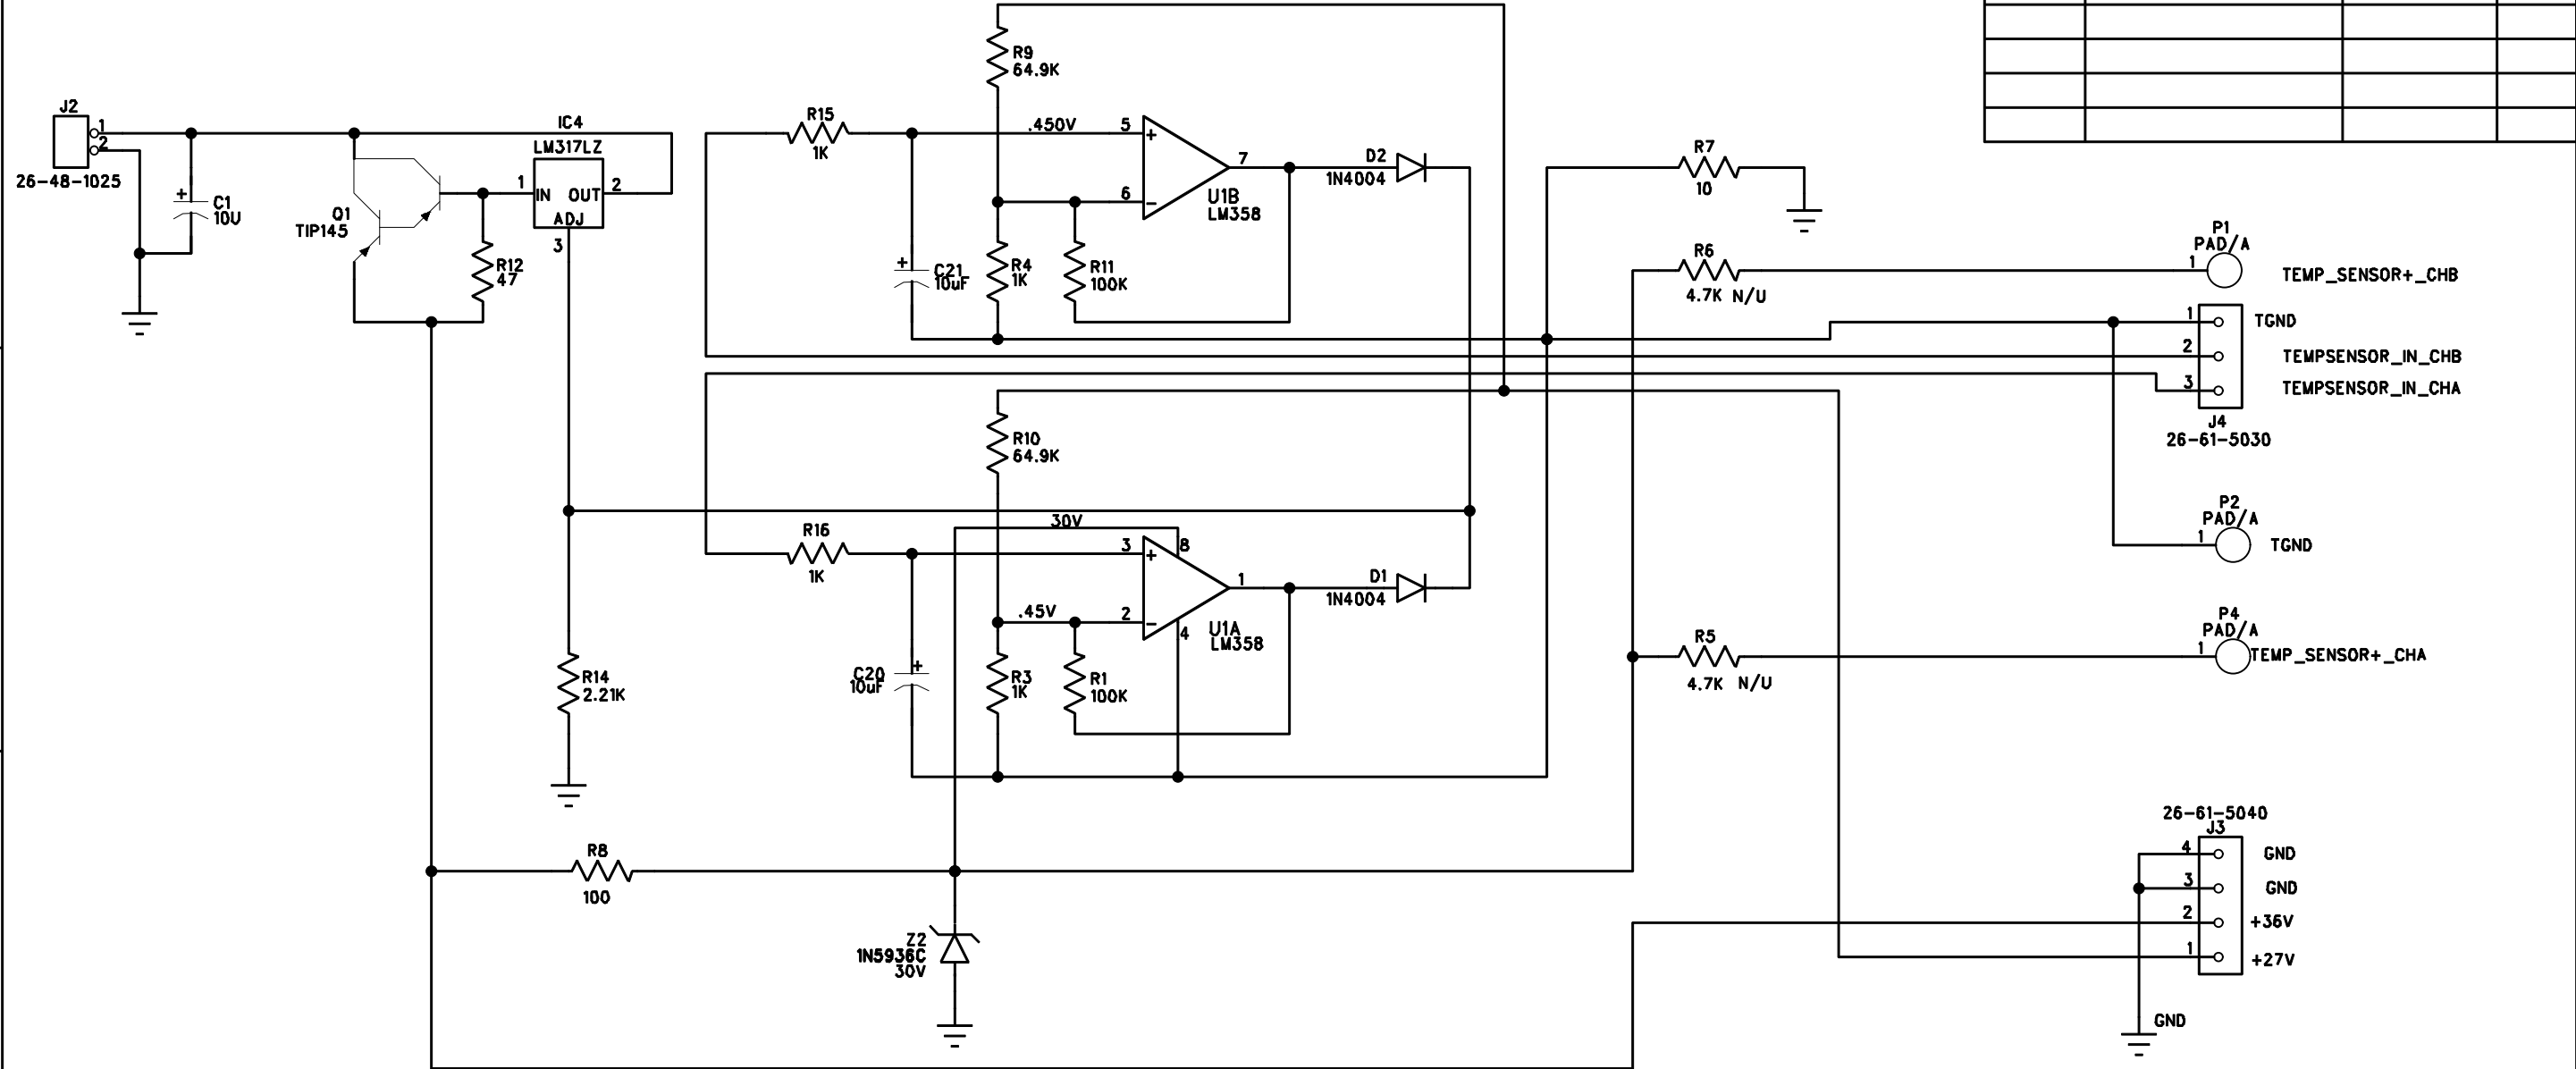 J2
1
2
26-48-1025
+
C1
10U
Q1
TIP145
IC4
LM317LZ
1
IN OUT
2
ADJ
3
R12
47
R14
2.21K
R8
100
R15
1K
.450V
R9
64.9K
5
+
6
−
7
U1B
LM358
+
C21
10uF
R4
1K
R11
100K
D2
1N4004
R10
64.9K
30V
R16
1K
3
+
8
1
.45V
2
−
4
U1A
LM358
+
C20
10uF
R3
1K
R1
100K
D1
1N4004
Z2
1N5936C
30V
R7
10
R6
4.7K N/U
R5
4.7K N/U
P1
PAD/A
1
TEMP_SENSOR+_CHB
1
TGND
2
TEMPSENSOR_IN_CHB
3
TEMPSENSOR_IN_CHA
J4
26-61-5030
P2
PAD/A
1
TGND
P4
PAD/A
1
TEMP_SENSOR+_CHA
26-61-5040
J3
4
GND
3
GND
2
+36V
1
+27V
GND